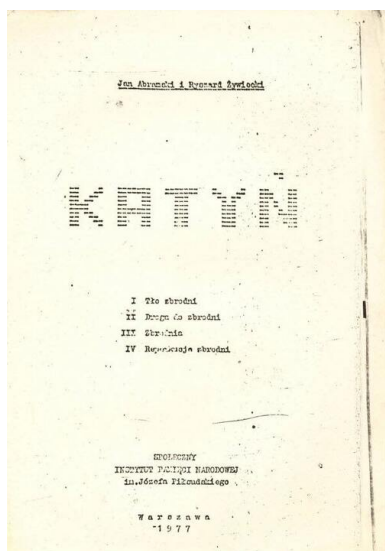 Jan Abramski i Ryszard Żywiecki
KATYŃ
I Tło zbrodni
II Droga do zbrodni
III Zbrodnia
IV Reperkusje zbrodni
SPOŁECZNY
INSTYTUT PAMIĘCI NARODOWEJ
im.Józefa Piłsudskiego
Warszawa
1977